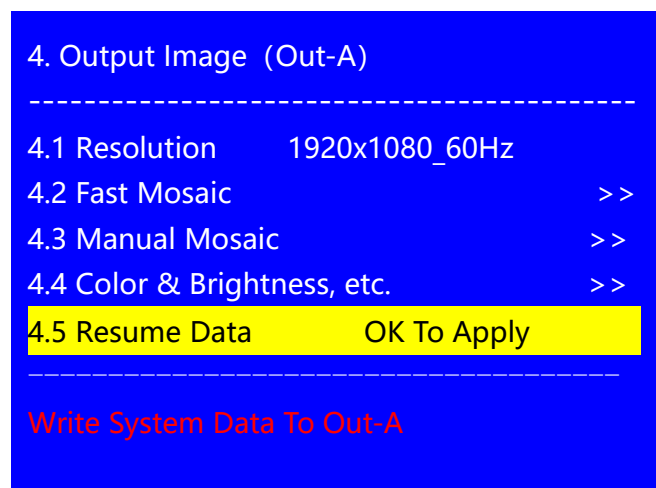 4. Output Image（Out-A）
--------------------------------------------
4.1 Resolution 1920x1080_60Hz
4.2 Fast Mosaic >>
4.3 Manual Mosaic >>
4.4 Color & Brightness, etc. >>
4.5 Resume Data OK To Apply
--------------------------------------
Write System Data To Out-A